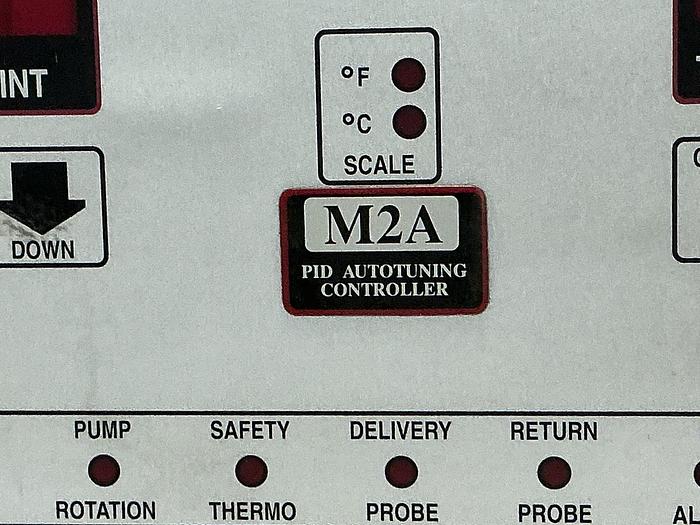 INT
°F
°C
SCALE
DOWN
M2A
PID AUTOTUNING
CONTROLLER
PUMP SAFETY DELIVERY RETURN
ROTATION THERMO PROBE PROBE